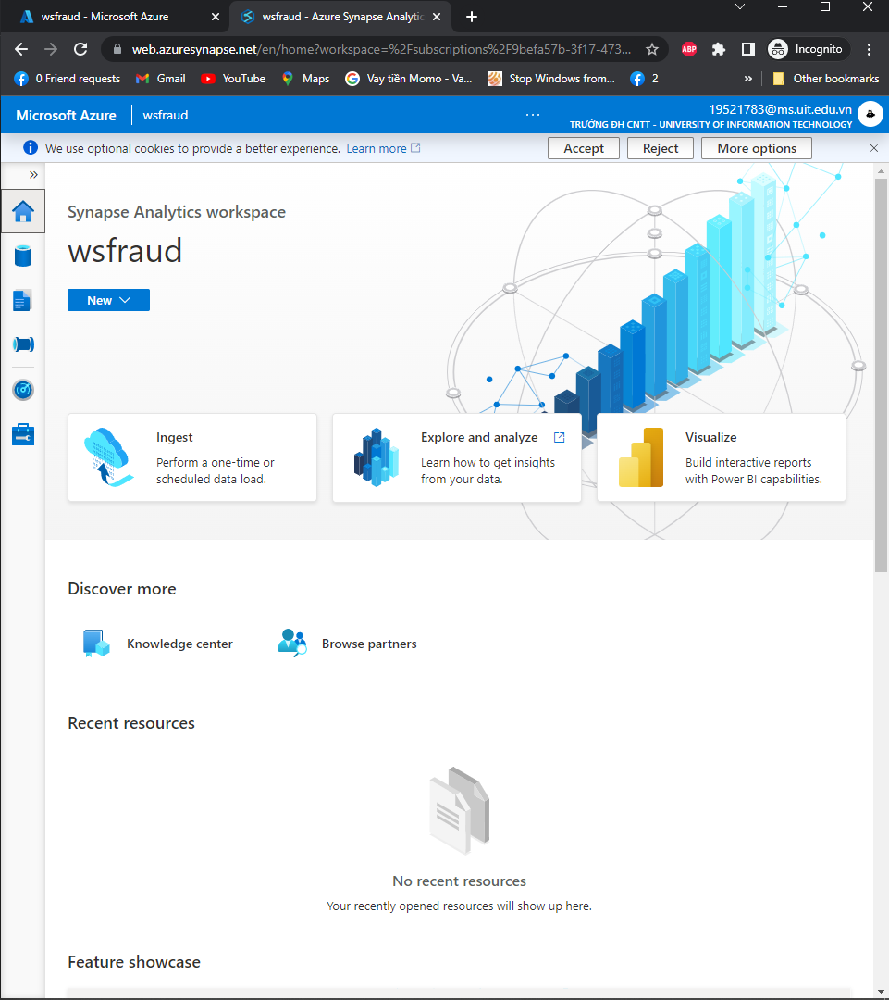 wsfraud - Microsoft Azure
wsfraud - Azure Synapse Analytic
web.azuresynapse.net/en/home?workspace=%2Fsubscriptions%2F9befa57b-3f17-473...
ABP
Incognito
0 Friend requests
Gmail
YouTube
Maps
Vay tiền Momo - Va...
Stop Windows from...
2
»
Other bookmarks
Microsoft Azure
wsfraud
...
19521783@ms.uit.edu.vn
TRƯỜNG ĐH CNTT - UNIVERSITY OF INFORMATION TECHNOLOGY
We use optional cookies to provide a better experience. Learn more
Accept
Reject
More options
Synapse Analytics workspace
wsfraud
New
Ingest
Perform a one-time or
scheduled data load.
Explore and analyze
Learn how to get insights
from your data.
Visualize
Build interactive reports
with Power BI capabilities.
Discover more
Knowledge center
Browse partners
Recent resources
No recent resources
Your recently opened resources will show up here.
Feature showcase